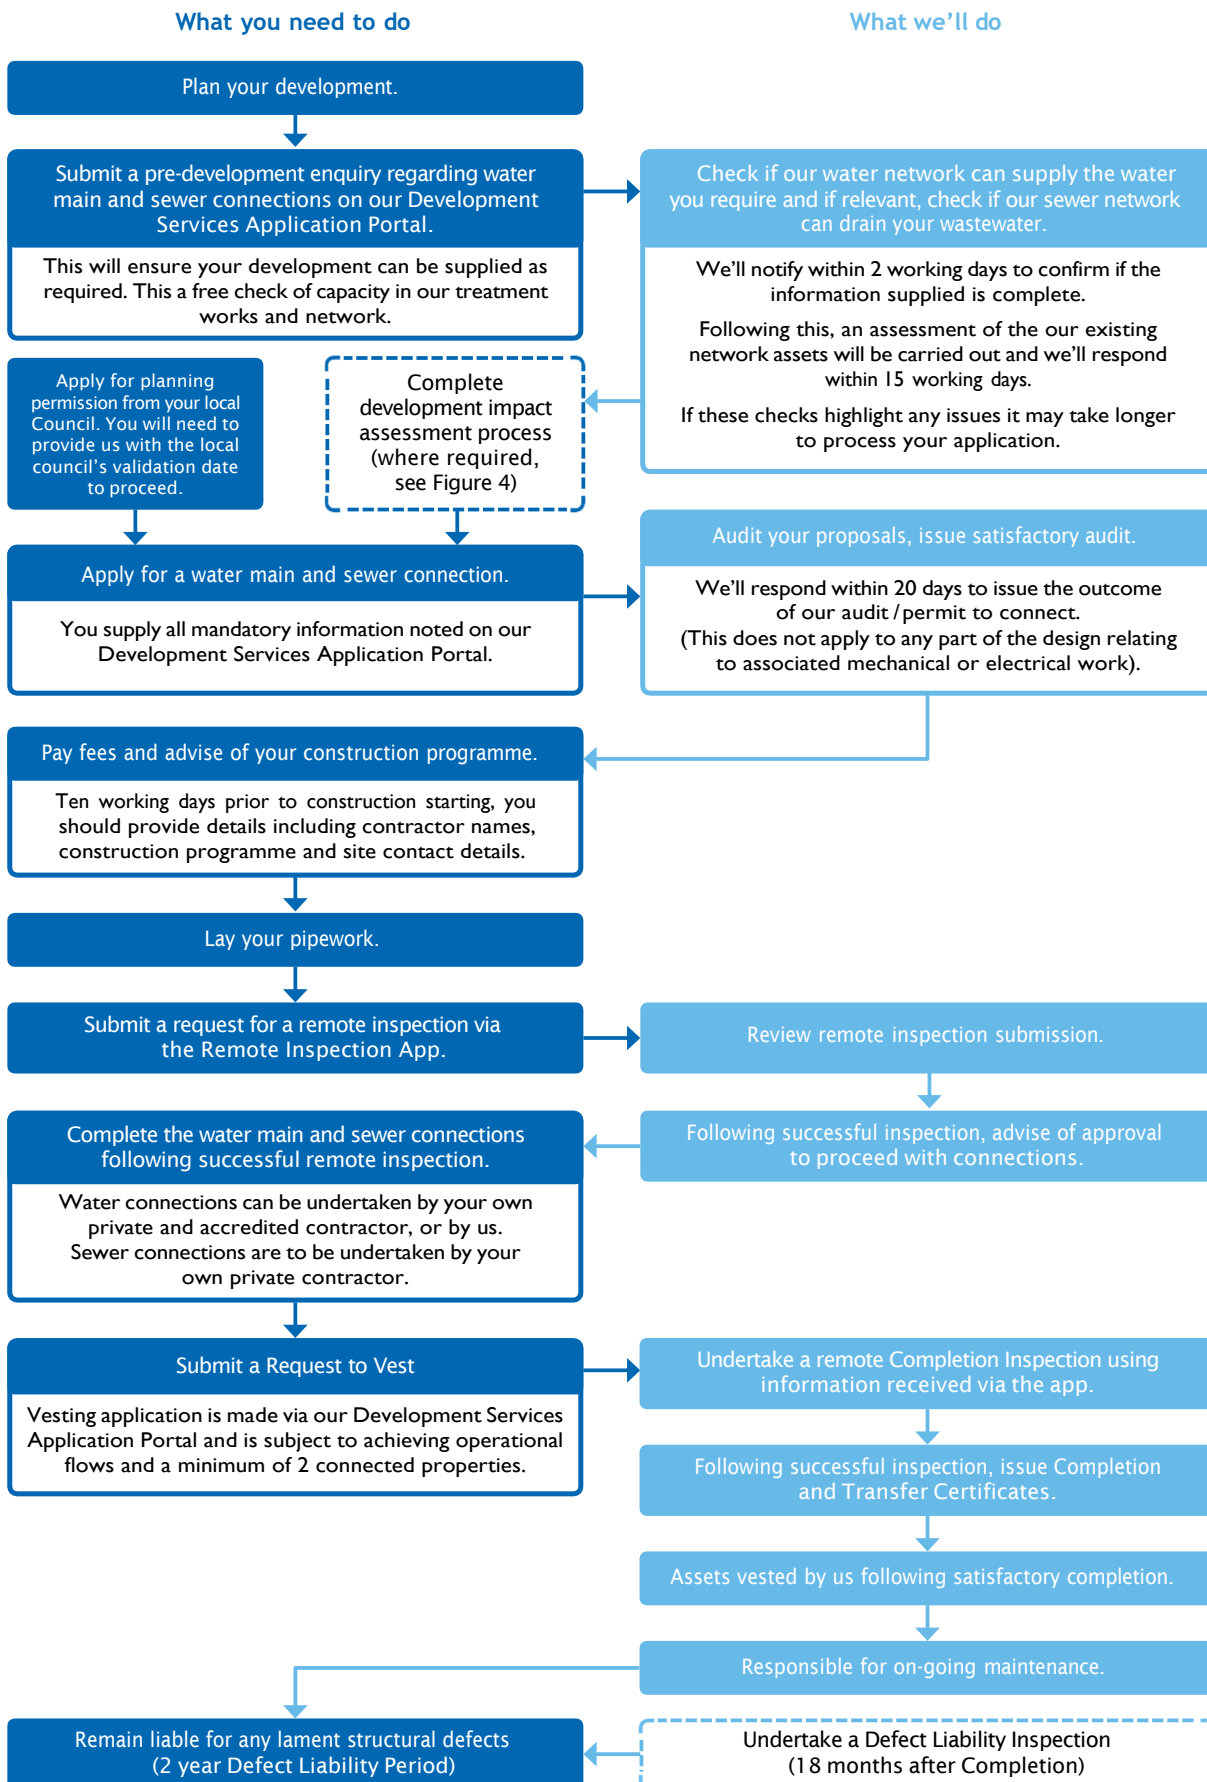 What you need to do
What we'll do
Plan your development.
Submit a pre-development enquiry regarding water
main and sewer connections on our Development
Services Application Portal.
This will ensure your development can be supplied as
required. This a free check of capacity in our treatment
works and network.
Check if our water network can supply the water
you require and if relevant, check if our sewer network
can drain your wastewater.
We'll notify within 2 working days to confirm if the
information supplied is complete.
Following this, an assessment of the our existing
network assets will be carried out and we'll respond
within 15 working days.
If these checks highlight any issues it may take longer
to process your application.
Apply for planning
permission from your local
Council. You will need to
provide us with the local
council's validation date
to proceed.
Complete
development impact
assessment process
(where required,
see Figure 4)
Apply for a water main and sewer connection.
You supply all mandatory information noted on our
Development Services Application Portal.
Audit your proposals, issue satisfactory audit.
We'll respond within 20 days to issue the outcome
of our audit / permit to connect.
(This does not apply to any part of the design relating
to associated mechanical or electrical work).
Pay fees and advise of your construction programme.
Ten working days prior to construction starting, you
should provide details including contractor names,
construction programme and site contact details.
Lay your pipework.
Submit a request for a remote inspection via
the Remote Inspection App.
Review remote inspection submission.
Following successful inspection, advise of approval
to proceed with connections.
Complete the water main and sewer connections
following successful remote inspection.
Water connections can be undertaken by your own
private and accredited contractor, or by us.
Sewer connections are to be undertaken by your
own private contractor.
Submit a Request to Vest
Vesting application is made via our Development Services
Application Portal and is subject to achieving operational
flows and a minimum of 2 connected properties.
Undertake a remote Completion Inspection using
information received via the app.
Following successful inspection, issue Completion
and Transfer Certificates.
Assets vested by us following satisfactory completion.
Responsible for on-going maintenance.
Remain liable for any lament structural defects
(2 year Defect Liability Period)
Undertake a Defect Liability Inspection
(18 months after Completion)